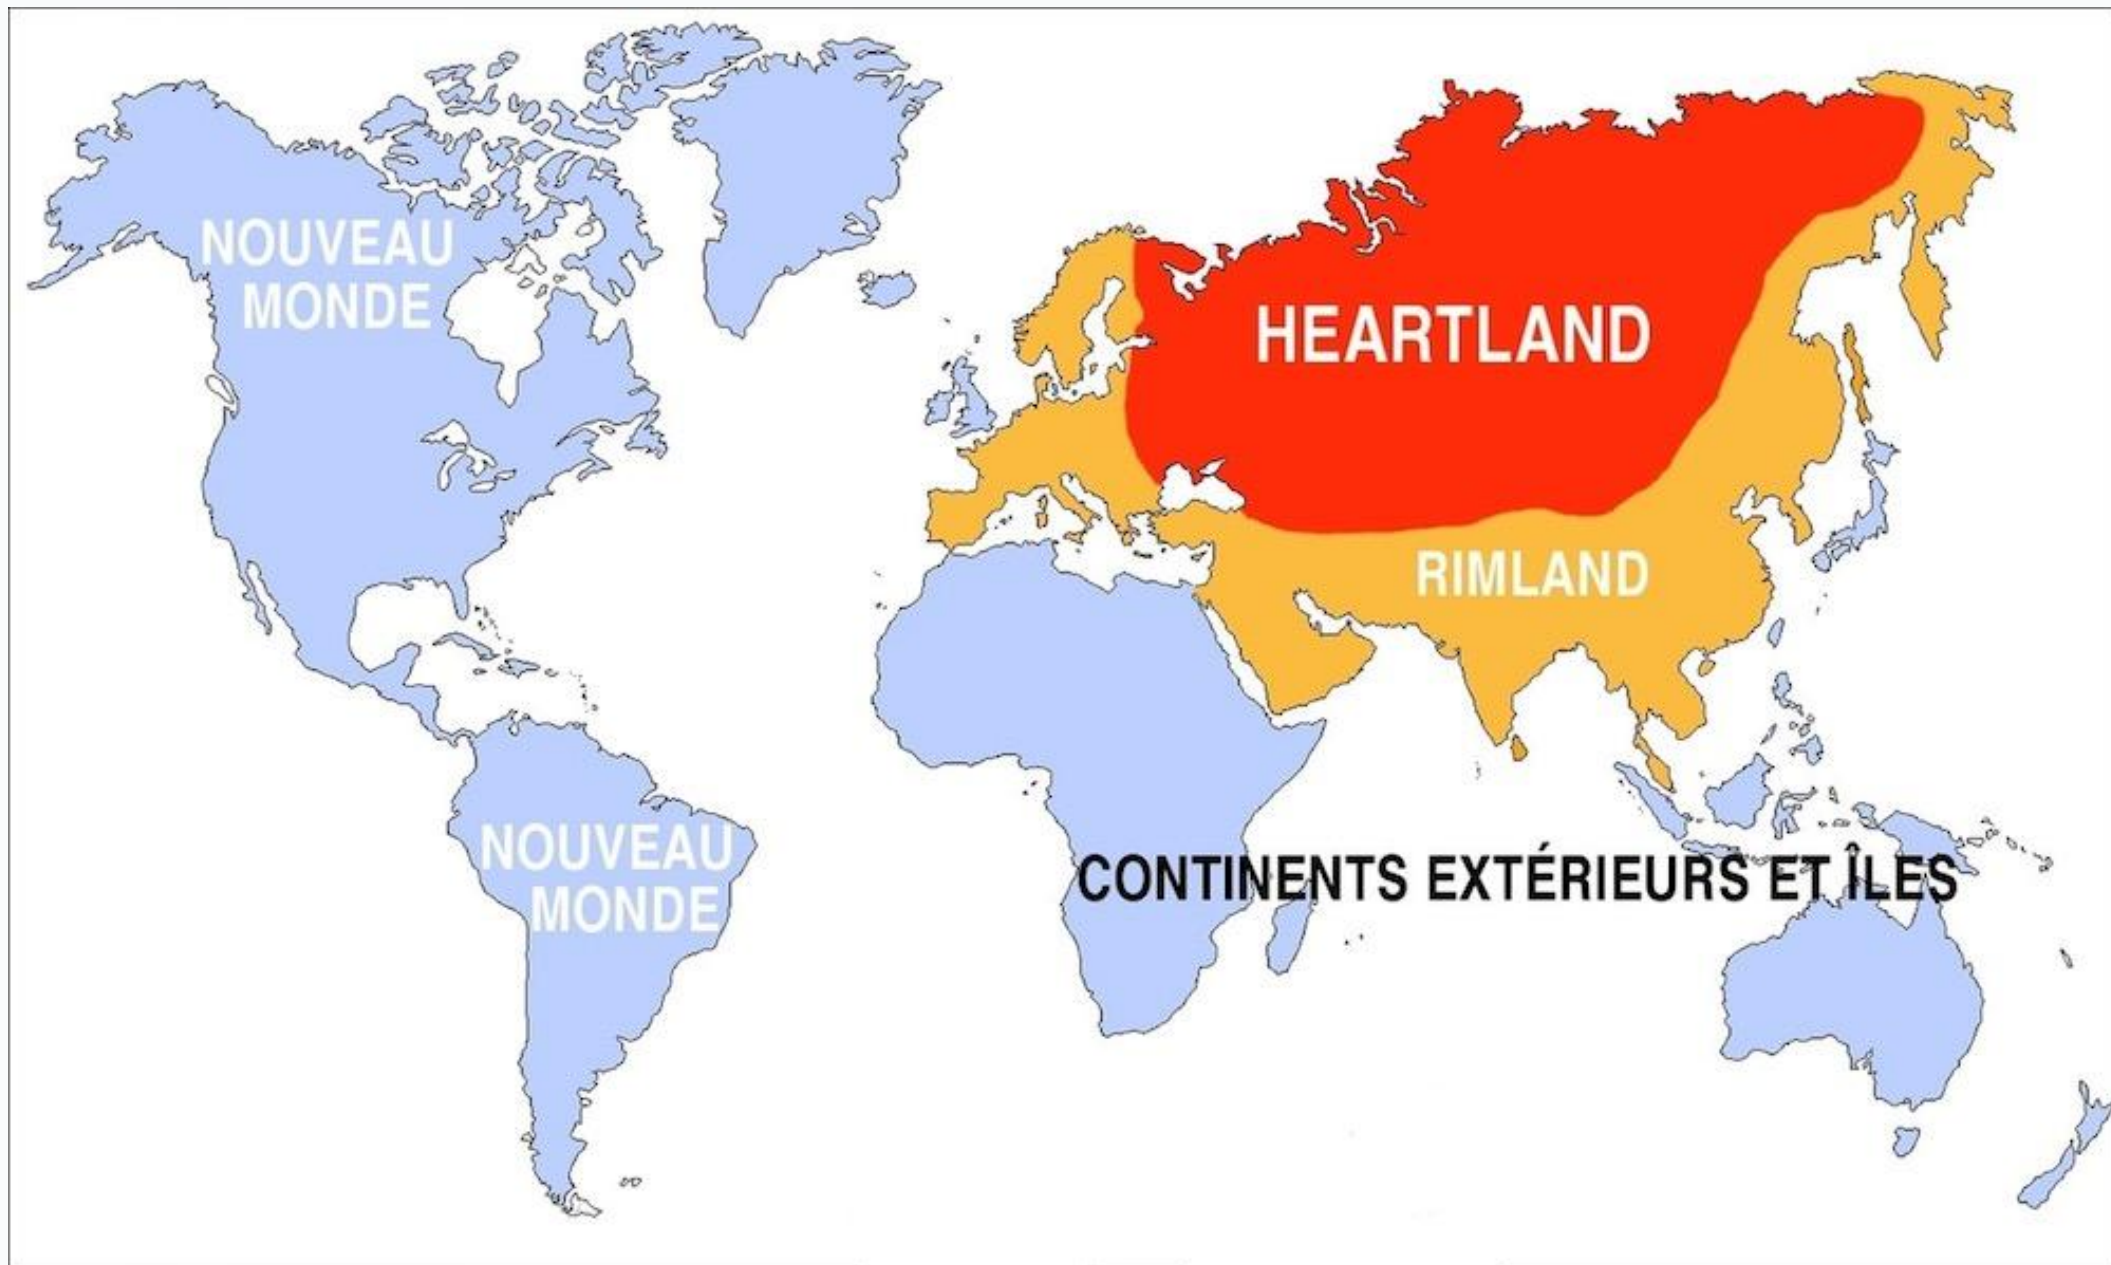 NOUVEAU
MONDE
HEARTLAND
RIMLAND
NOUVEAU
MONDE
CONTINENTS EXTÉRIEURS ET ÎLES